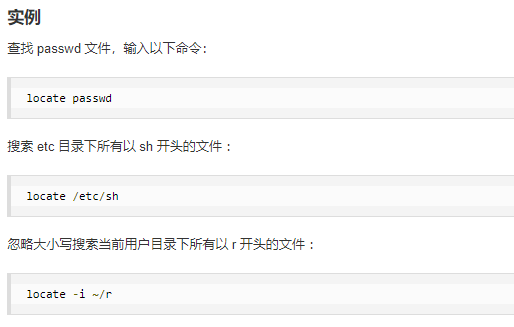 实例
查找 passwd 文件，输入以下命令：
locate passwd
搜索 etc 目录下所有以 sh 开头的文件 ：
locate /etc/sh
忽略大小写搜索当前用户目录下所有以 r 开头的文件 ：
locate -i ~/r